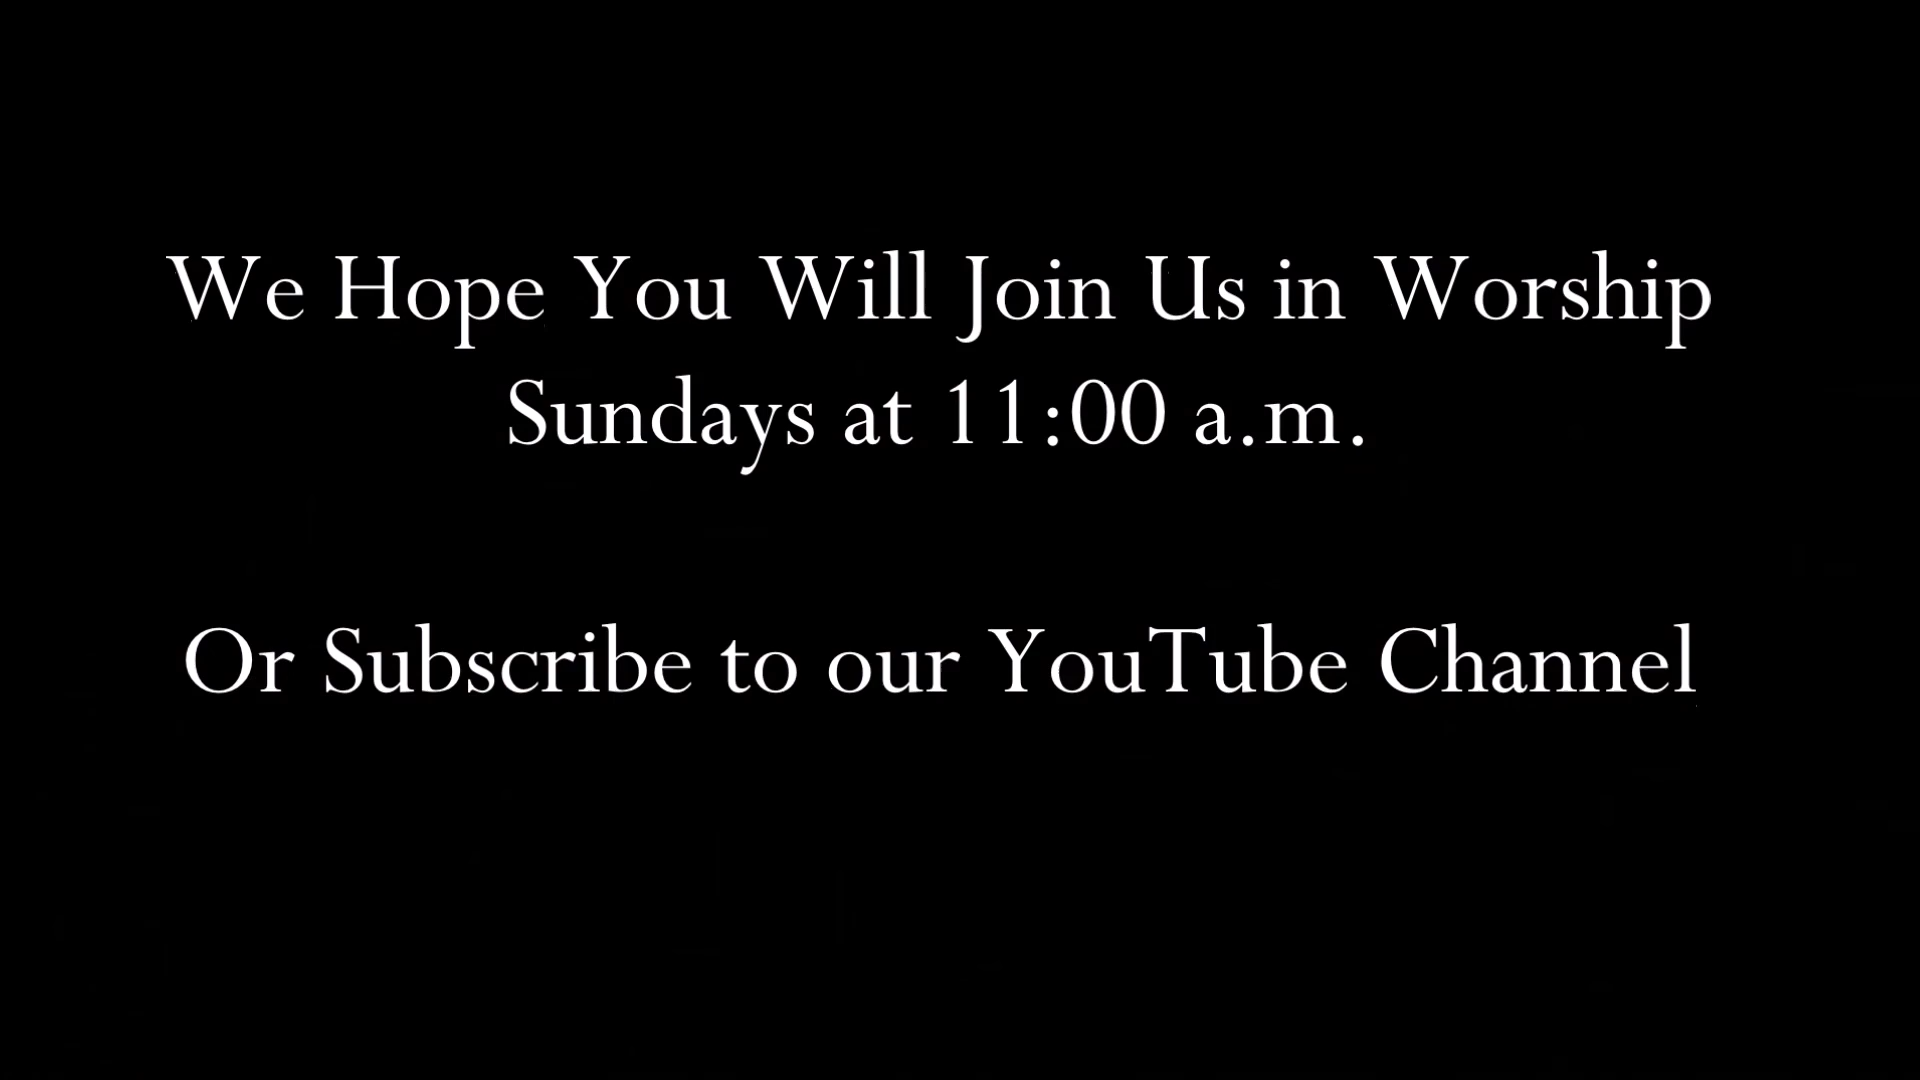 We Hope You Will Join Us in Worship
Sundays at 11:00 a.m.
Or Subscribe to our YouTube Channel